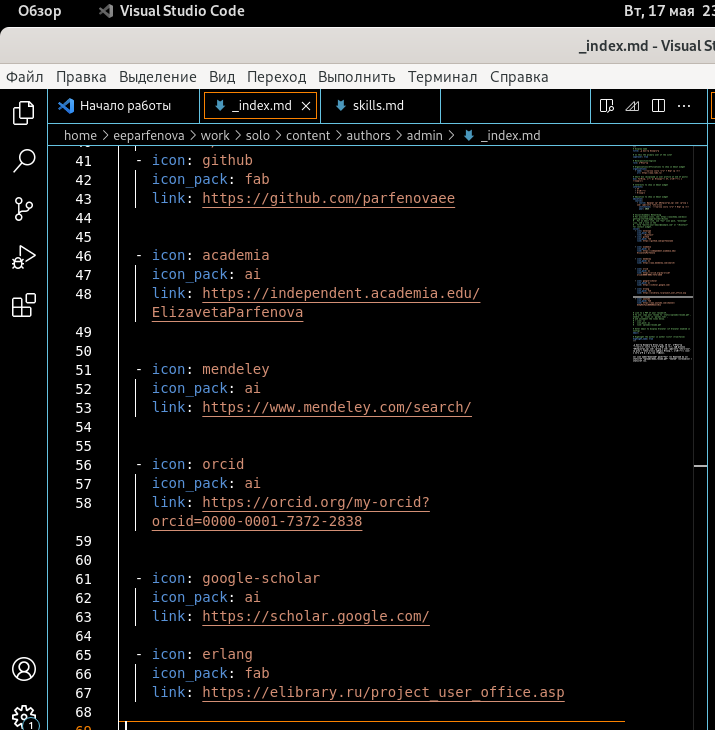 Обзор Visual Studio Code Вт, 17 мая 23
_index.md - Visual S
Файл Правка Выделение Вид Переход Выполнить Терминал Справка
Начало работы _index.md skills.md
home > eeparfenova > work > solo > content > authors > admin > _index.md
41 - icon: github
42 icon_pack: fab
43 link: https://github.com/parfenovaee
44
45
46 - icon: academia
47 icon_pack: ai
48 link: https://independent.academia.edu/
ElizavetaParfenova
49
50
51 - icon: mendeley
52 icon_pack: ai
53 link: https://www.mendeley.com/search/
54
55
56 - icon: orcid
57 icon_pack: ai
58 link: https://orcid.org/my-orcid?
orcid=0000-0001-7372-2838
59
60
61 - icon: google-scholar
62 icon_pack: ai
63 link: https://scholar.google.com/
64
65 - icon: erlang
66 icon_pack: fab
67 link: https://elibrary.ru/project_user_office.asp
68
1